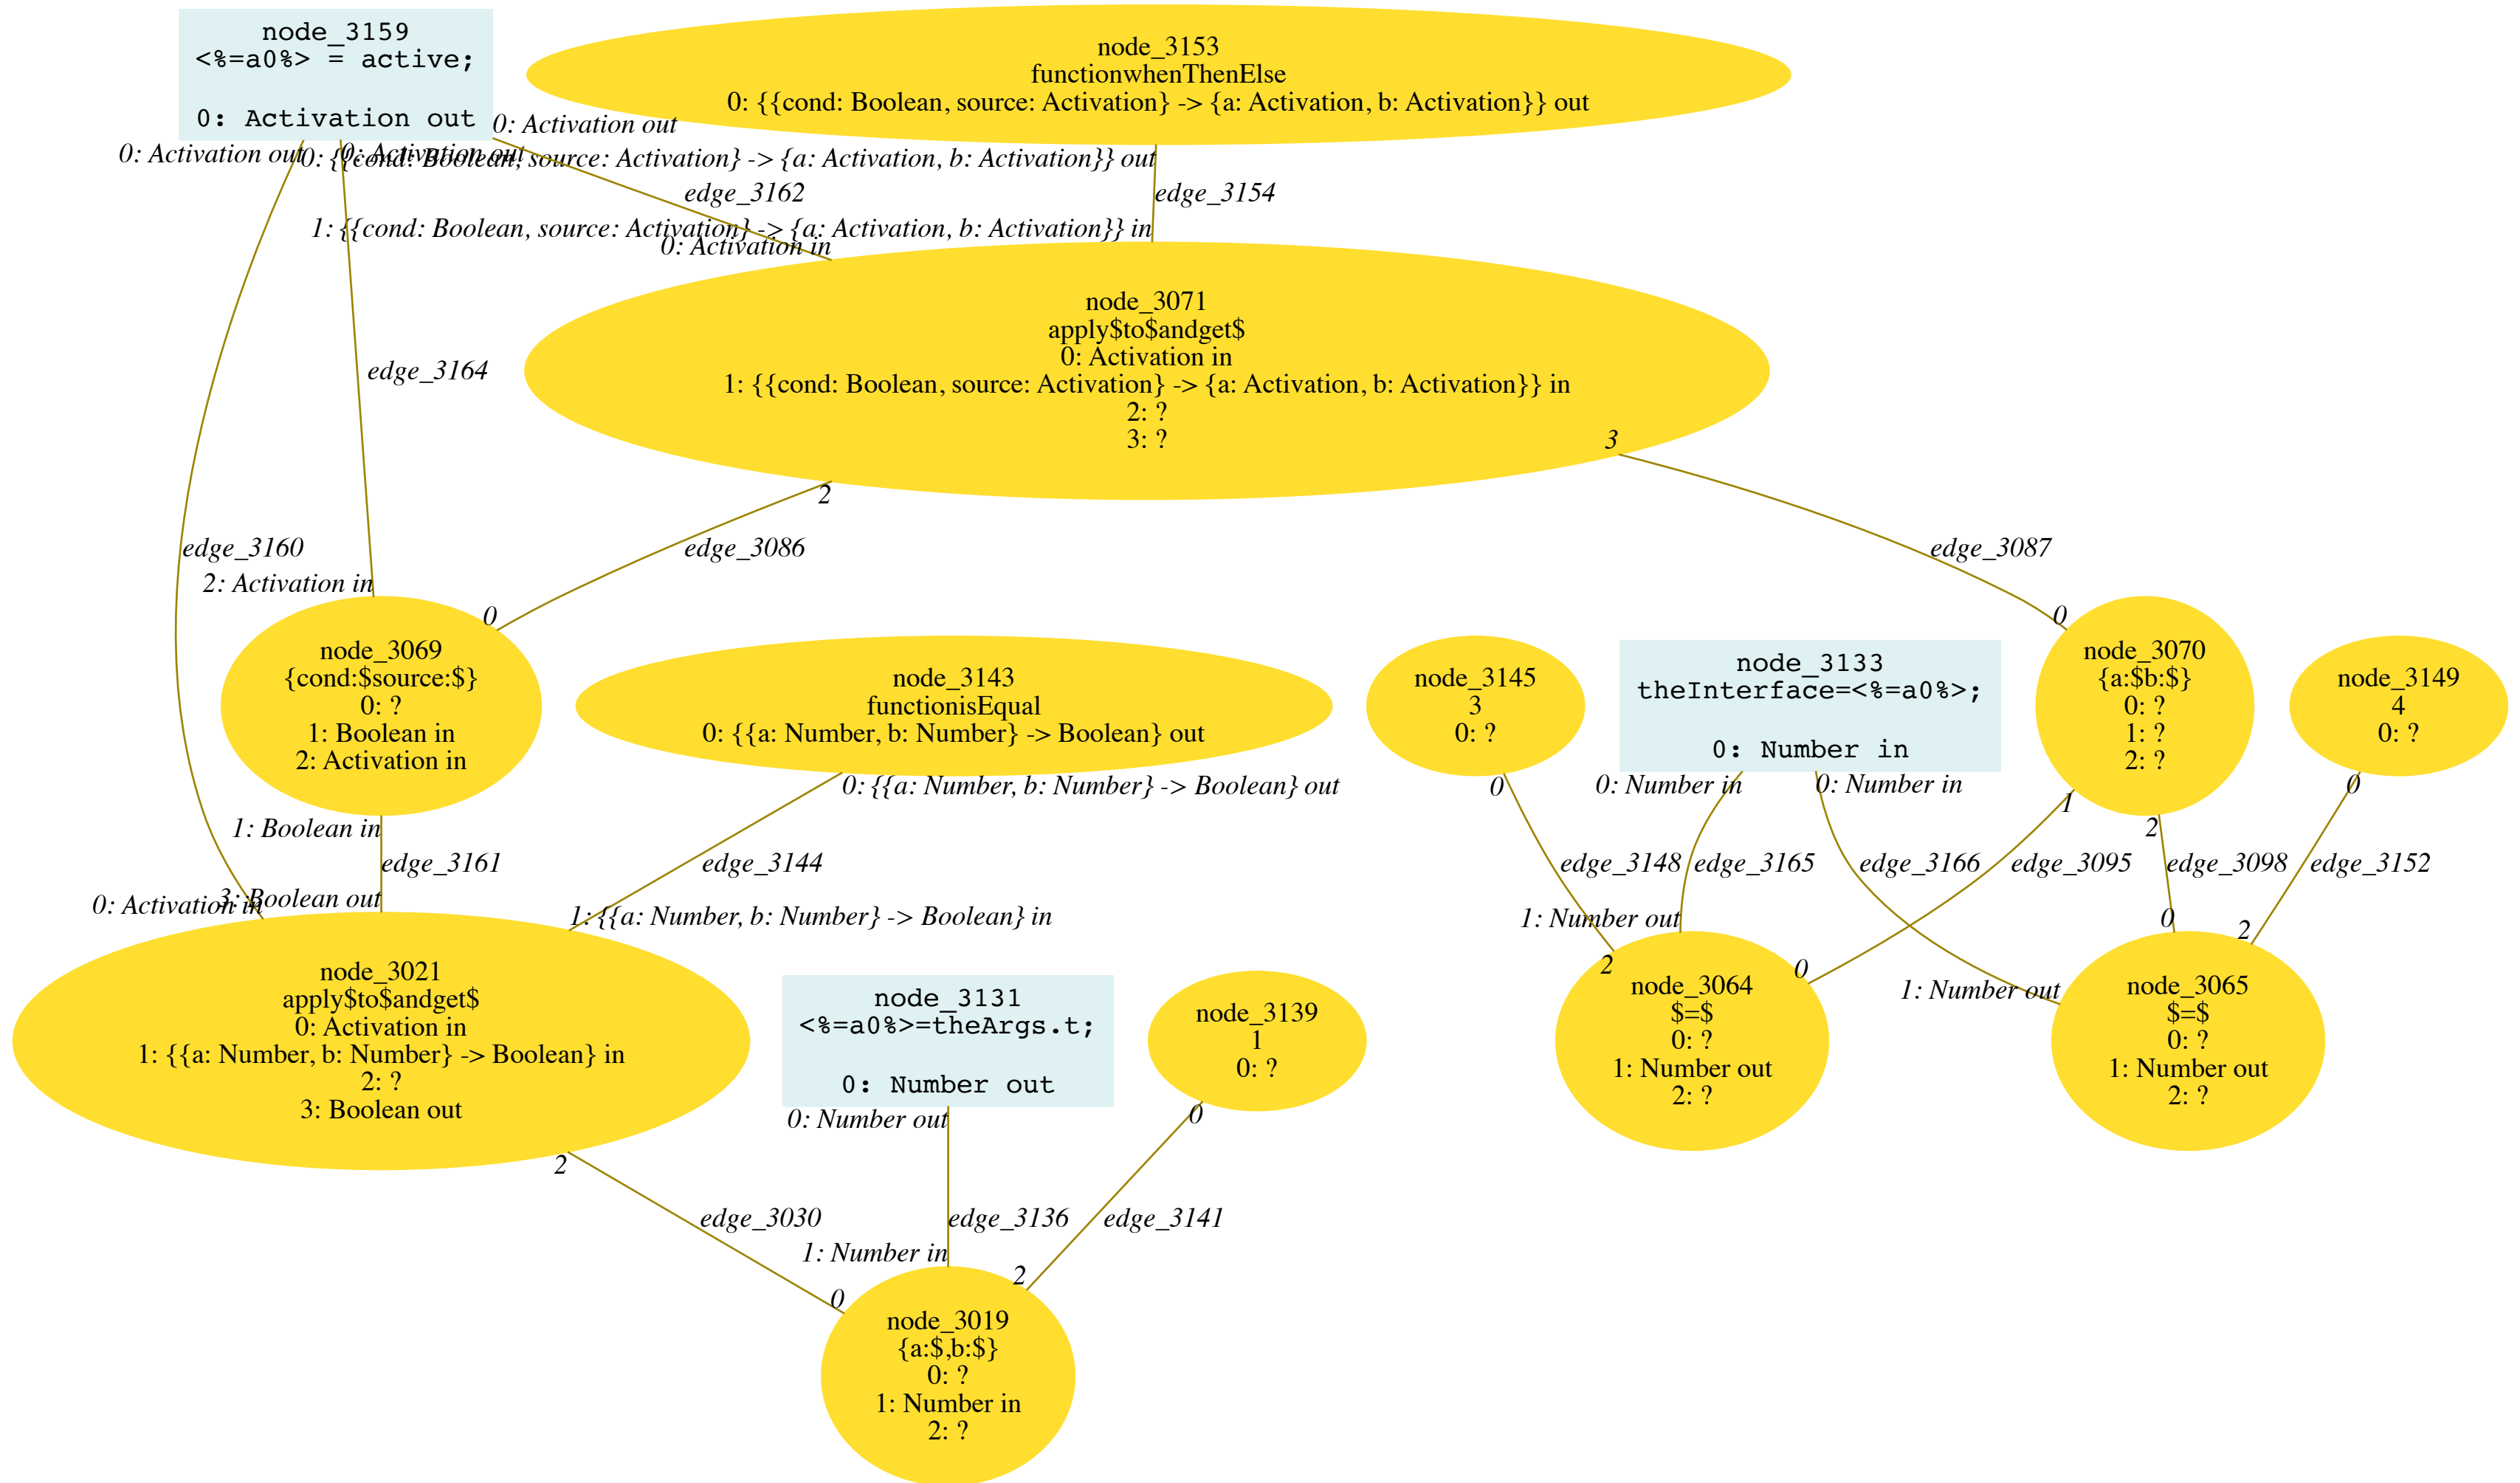 node_3159
<%=a0%> = active;
0: Activation out
node_3153
functionwhenThenElse
0: {{cond: Boolean, source: Activation} -> {a: Activation, b: Activation}} out
0: Activation out
0: Activation out
0: Activation out
0: {{cond: Boolean, source: Activation} -> {a: Activation, b: Activation}} out
edge_3162
edge_3154
1: {{cond: Boolean, source: Activation} -> {a: Activation, b: Activation}} in
0: Activation in
node_3071
apply$to$andget$
0: Activation in
1: {{cond: Boolean, source: Activation} -> {a: Activation, b: Activation}} in
2: ?
3: ?
edge_3164
3
2
edge_3160
edge_3086
edge_3087
2: Activation in
0
0
node_3069
{cond:$source:$}
0: ?
1: Boolean in
2: Activation in
node_3143
functionisEqual
0: {{a: Number, b: Number} -> Boolean} out
node_3145
3
0: ?
node_3133
theInterface=<%=a0%>;
0: Number in
node_3070
{a:$b:$}
0: ?
1: ?
2: ?
node_3149
4
0: ?
0: {{a: Number, b: Number} -> Boolean} out
0
0: Number in
0: Number in
1
2
0
1: Boolean in
edge_3161
edge_3144
edge_3148
edge_3165
edge_3166
edge_3095
edge_3098
edge_3152
3: Boolean out
0: Activation in
1: {{a: Number, b: Number} -> Boolean} in
1: Number out
2
0
1: Number out
0
2
node_3021
apply$to$andget$
0: Activation in
1: {{a: Number, b: Number} -> Boolean} in
2: ?
3: Boolean out
node_3131
<%=a0%>=theArgs.t;
0: Number out
node_3139
1
0: ?
node_3064
$=$
0: ?
1: Number out
2: ?
node_3065
$=$
0: ?
1: Number out
2: ?
2
0: Number out
0
edge_3030
edge_3136
edge_3141
1: Number in
0
2
node_3019
{a:$,b:$}
0: ?
1: Number in
2: ?